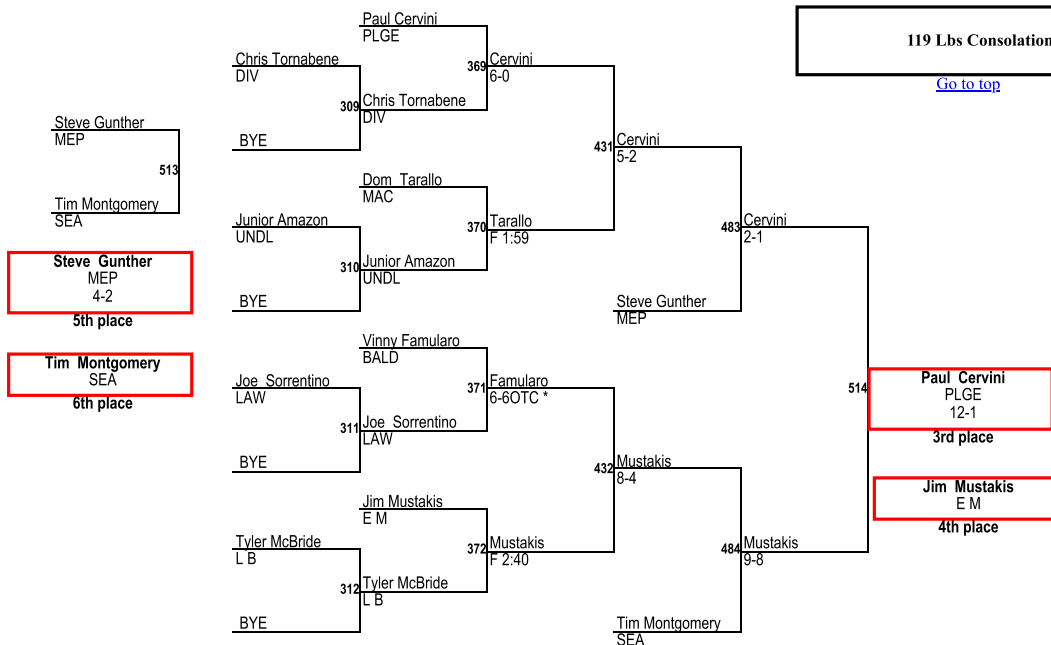 119 Lbs Consolation
Go to top
Steve Gunther
MEP
513
Tim Montgomery
SEA
Steve Gunther
MEP
4-2
5th place
Tim Montgomery
SEA
6th place
Chris Tornabene
DIV
309
BYE
Junior Amazon
UNDL
310
BYE
Joe Sorrentino
LAW
311
BYE
Tyler McBride
L B
312
BYE
Paul Cervini
PLGE
369
Chris Tornabene
DIV
Dom Tarallo
MAC
370
Junior Amazon
UNDL
Vinny Famularo
BALD
371
Joe Sorrentino
LAW
Jim Mustakis
E M
372
Tyler McBride
L B
Cervini
6-0
431
Tarallo
F 1:59
Famularo
6-6OTC *
432
Mustakis
F 2:40
Cervini
5-2
483
Steve Gunther
MEP
Mustakis
8-4
484
Tim Montgomery
SEA
Cervini
2-1
514
Mustakis
9-8
Paul Cervini
PLGE
12-1
3rd place
Jim Mustakis
E M
4th place